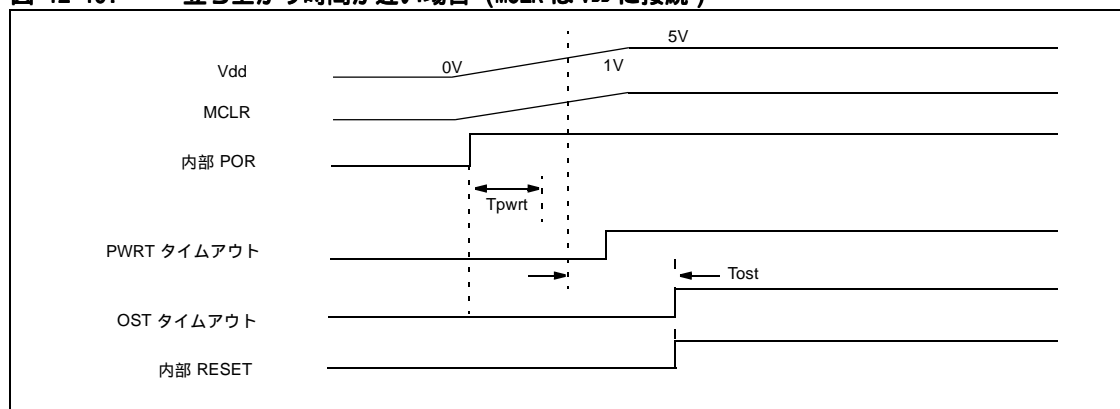 5V
Vdd
0V
1V
MCLR
内部 POR
Tpwrt
PWRT タイムアウト
Tost
OST タイムアウト
内部 RESET